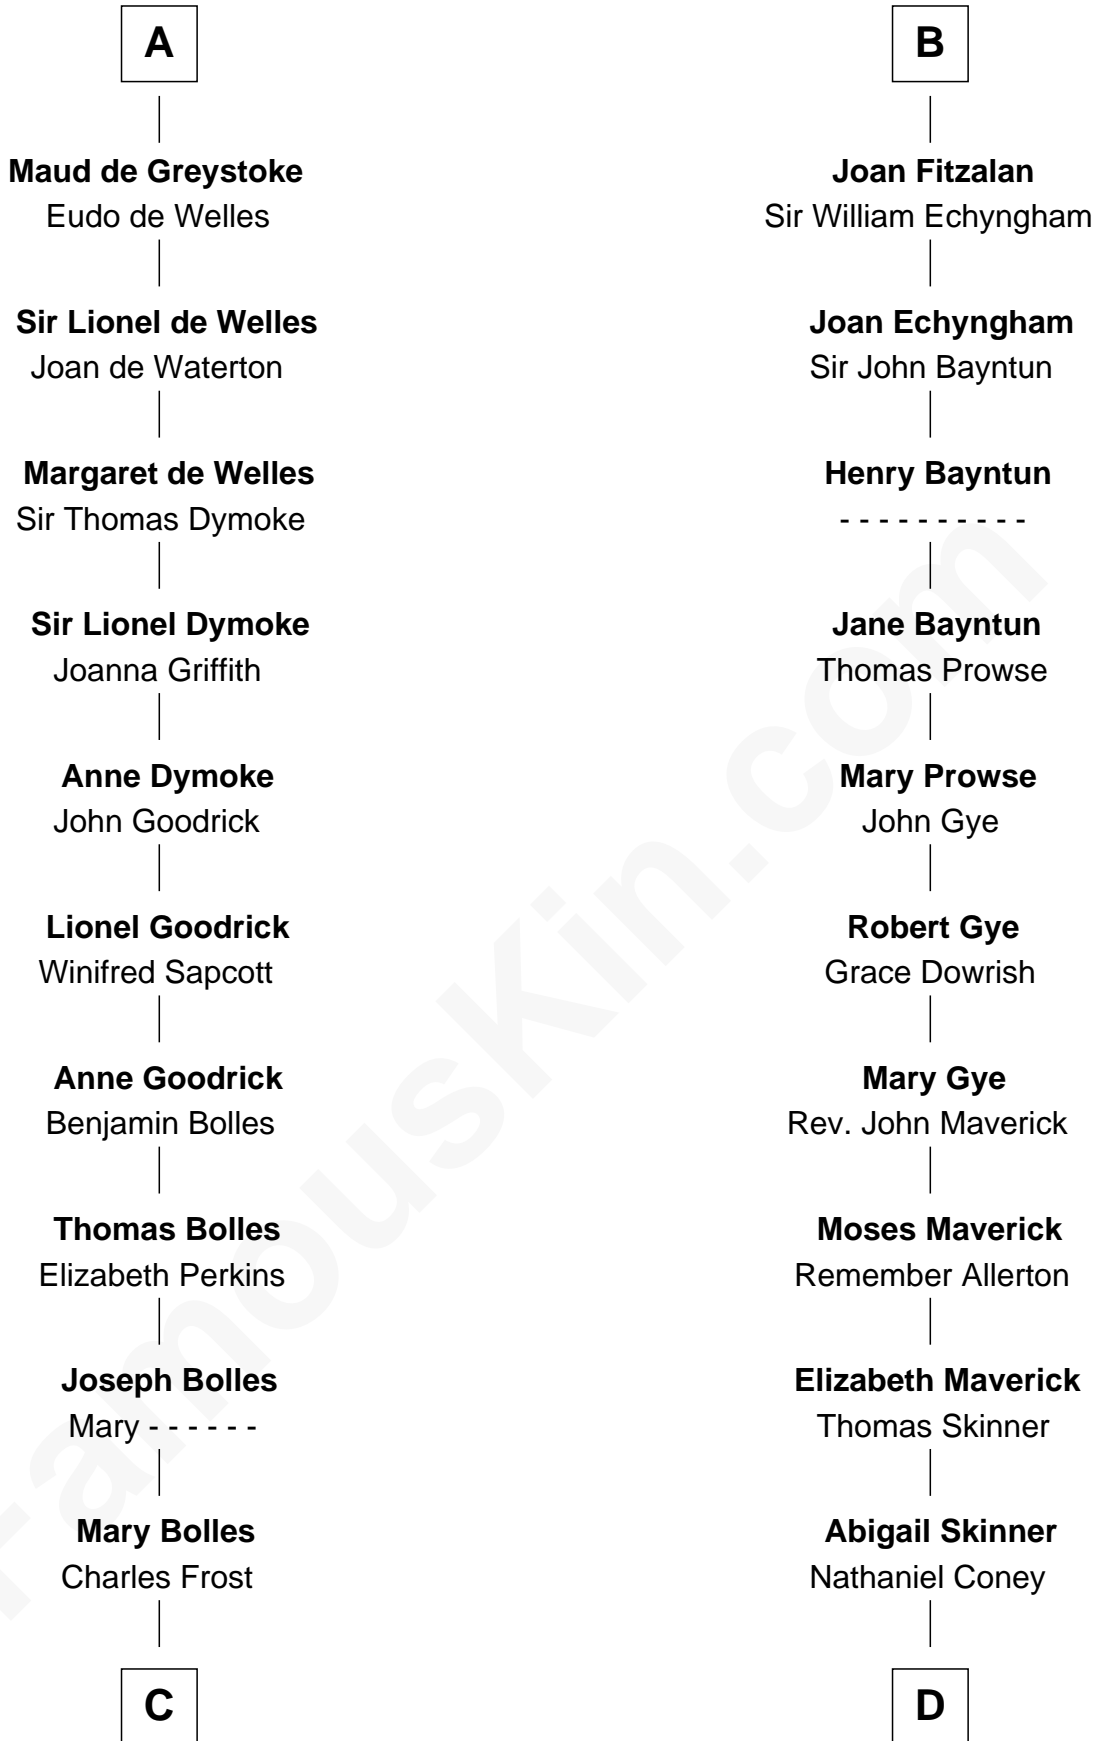 A
Maud de Greystoke
Eudo de Welles
Sir Lionel de Welles
Joan de Waterton
Margaret de Welles
Sir Thomas Dymoke
Sir Lionel Dymoke
Joanna Griffith
Anne Dymoke
John Goodrick
Lionel Goodrick
Winifred Sapcott
Anne Goodrick
Benjamin Bolles
Thomas Bolles
Elizabeth Perkins
Joseph Bolles
Mary - - - - - -
Mary Bolles
Charles Frost
C
B
Joan Fitzalan
Sir William Echyngham
Joan Echyngham
Sir John Bayntun
Henry Bayntun
- - - - - - - - - -
Jane Bayntun
Thomas Prowse
Mary Prowse
John Gye
Robert Gye
Grace Dowrish
Mary Gye
Rev. John Maverick
Moses Maverick
Remember Allerton
Elizabeth Maverick
Thomas Skinner
Abigail Skinner
Nathaniel Coney
D
FamousKin.com